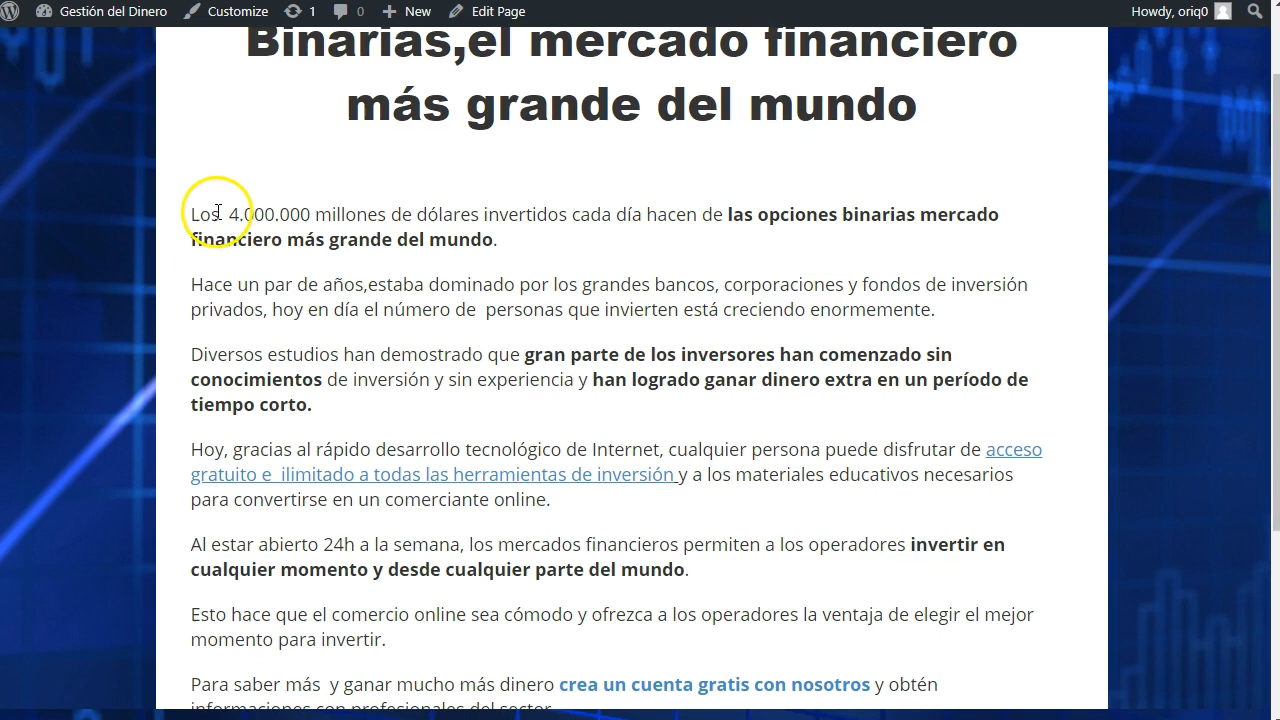 Gestión del Dinero Customize 1 0 New Edit Page Howdy, oriq0
Binarias,el mercado financiero
más grande del mundo
Los 4.000.000 millones de dólares invertidos cada día hacen de las opciones binarias mercado
financiero más grande del mundo.
Hace un par de años,estaba dominado por los grandes bancos, corporaciones y fondos de inversión
privados, hoy en día el número de personas que invierten está creciendo enormemente.
Diversos estudios han demostrado que gran parte de los inversores han comenzado sin
conocimientos de inversión y sin experiencia y han logrado ganar dinero extra en un período de
tiempo corto.
Hoy, gracias al rápido desarrollo tecnológico de Internet, cualquier persona puede disfrutar de acceso
gratuito e ilimitado a todas las herramientas de inversión y a los materiales educativos necesarios
para convertirse en un comerciante online.
Al estar abierto 24h a la semana, los mercados financieros permiten a los operadores invertir en
cualquier momento y desde cualquier parte del mundo.
Esto hace que el comercio online sea cómodo y ofrezca a los operadores la ventaja de elegir el mejor
momento para invertir.
Para saber más y ganar mucho más dinero crea un cuenta gratis con nosotros y obtén
informaciones con profesionales del sector